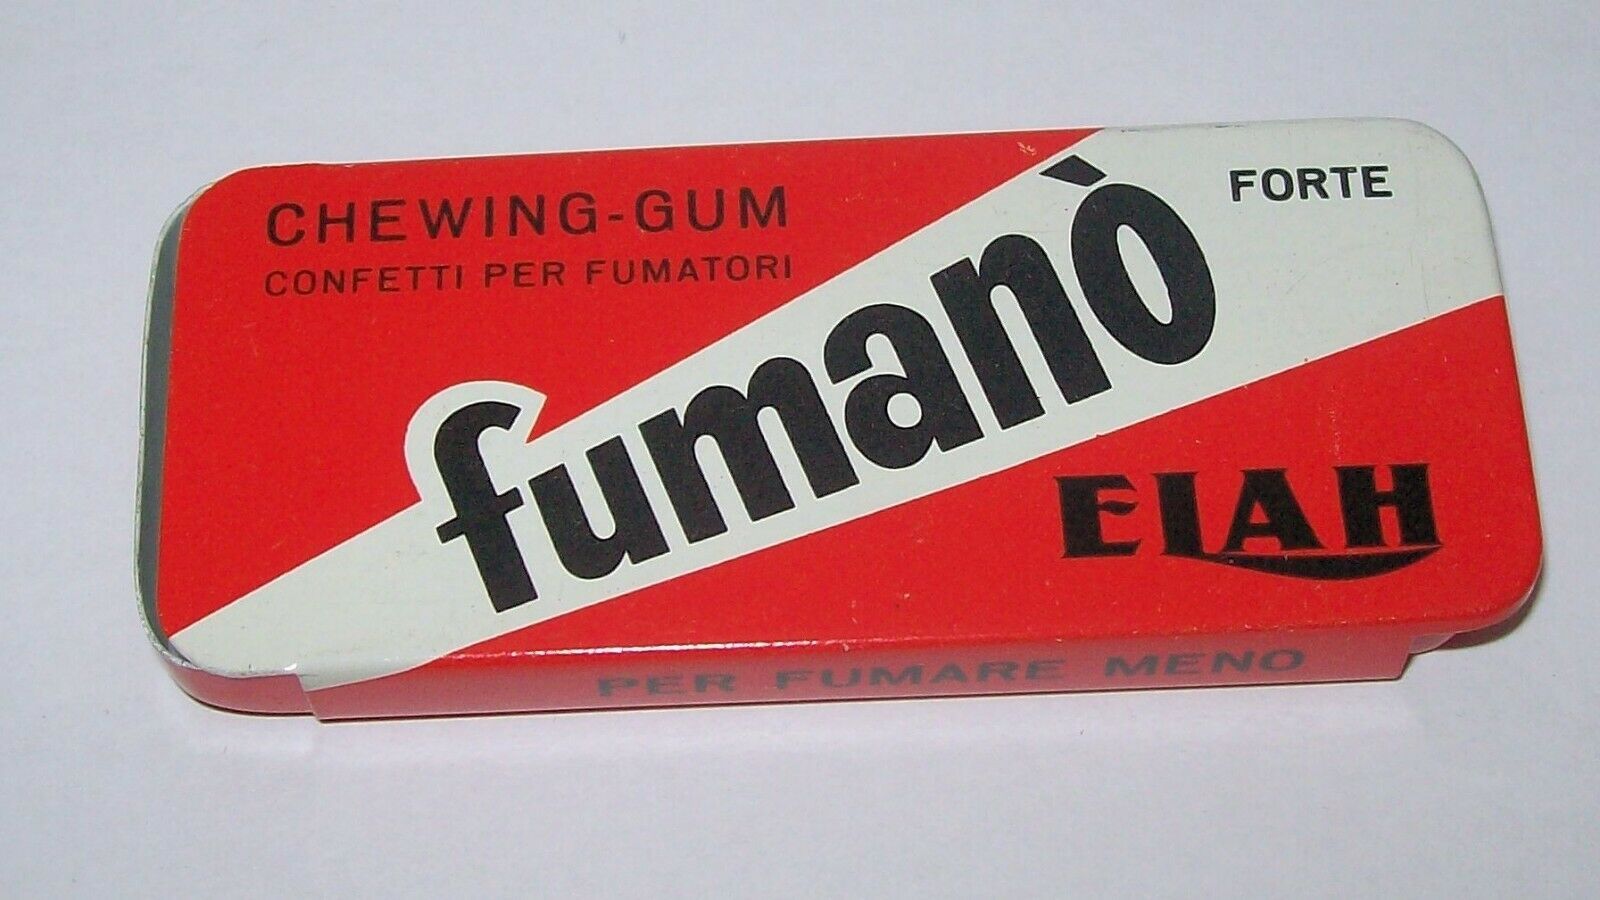 CHEWING-GUM
CONFETTI PER FUMATORI
FORTE
fumanò
ELAH
PER FUMARE MENO